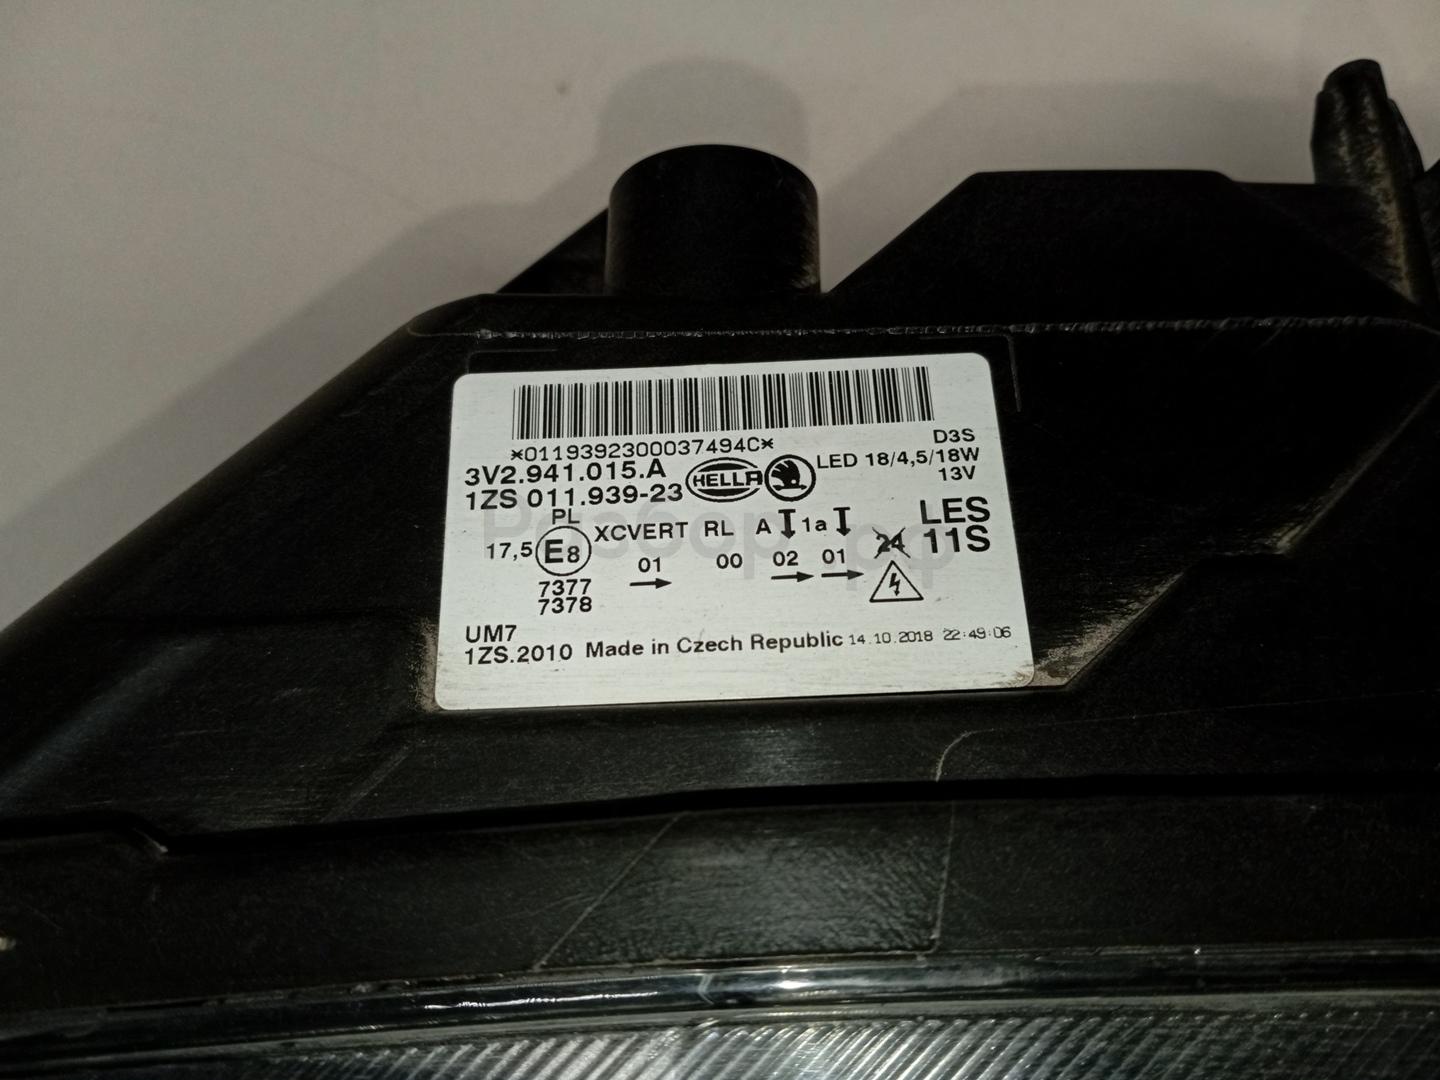 *0119392300037494C*
3V2.941.015.A
1ZS 011.939-23
HELLA
D3S
LED 18/4,5/18W
13V
PL
17,5 E8
XCVERT RL A 1a
01 00 02 01
24
LES
11S
7377
7378
UM7
1ZS.2010 Made in Czech Republic 14.10.2018 22:49:06
Разбор.рф